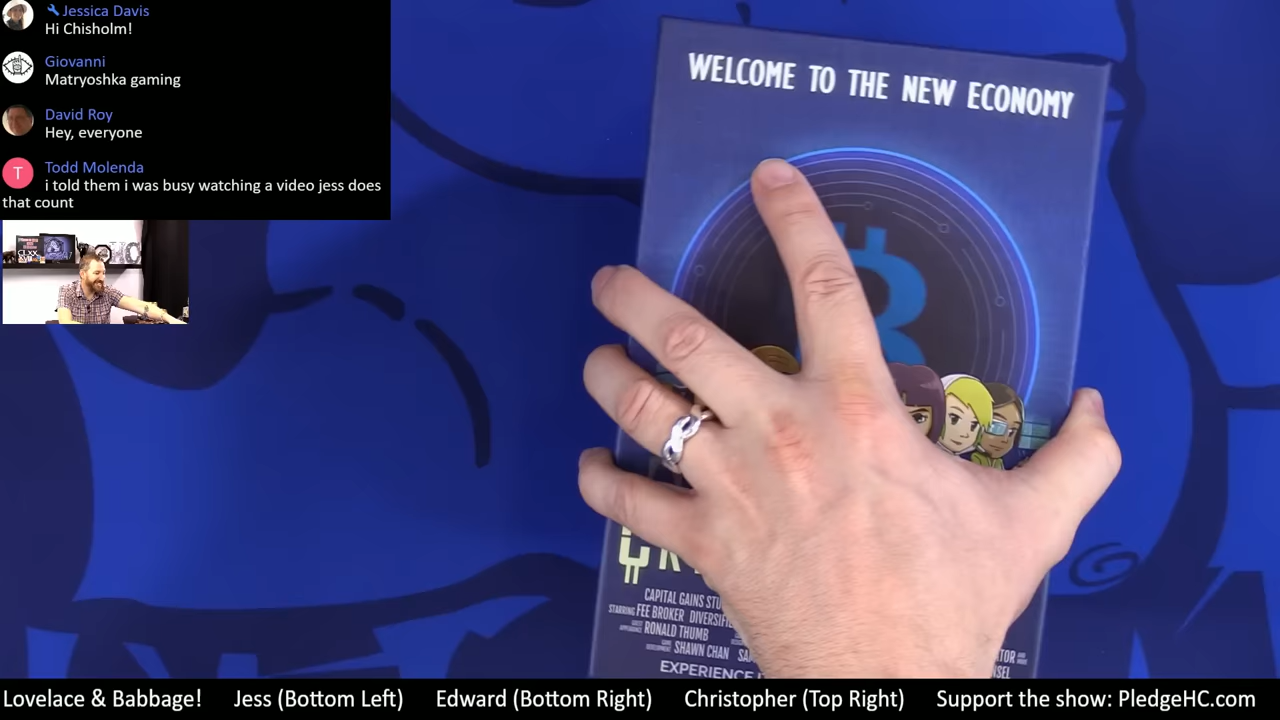 Jessica Davis
Hi Chisholm!
Giovanni
Matryoshka gaming
David Roy
Hey, everyone
T
Todd Molenda
i told them i was busy watching a video jess does
that count
WELCOME TO THE NEW ECONOMY
CAPITAL GAINS
STARRING FEE BROKER
RONALD THUMB
SHAWN CHAN
EXPERIENCE
Lovelace & Babbage! Jess (Bottom Left) Edward (Bottom Right) Christopher (Top Right) Support the show: PledgeHC.com